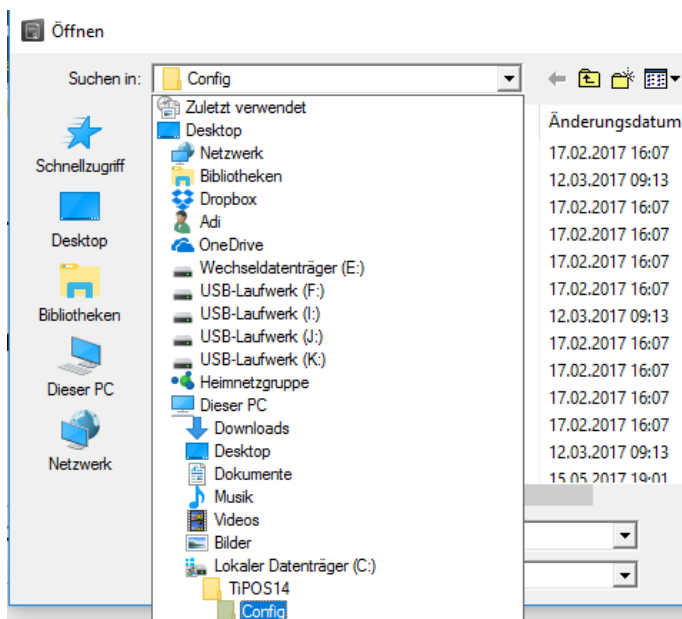 Öffnen
Suchen in: Config
Zuletzt verwendet
Desktop
Netzwerk
Bibliotheken
Dropbox
Adi
OneDrive
Wechseldatenträger (E:)
USB-Laufwerk (F:)
USB-Laufwerk (I:)
USB-Laufwerk (J:)
USB-Laufwerk (K:)
Heimnetzgruppe
Dieser PC
Downloads
Desktop
Dokumente
Musik
Videos
Bilder
Lokaler Datenträger (C:)
TiPOS14
Config
Schnellzugriff
Desktop
Bibliotheken
Dieser PC
Netzwerk
Änderungsdatum
17.02.2017 16:07
12.03.2017 09:13
17.02.2017 16:07
17.02.2017 16:07
17.02.2017 16:07
17.02.2017 16:07
12.03.2017 09:13
17.02.2017 16:07
17.02.2017 16:07
17.02.2017 16:07
17.02.2017 16:07
12.03.2017 09:13
15.05.2017 19:01